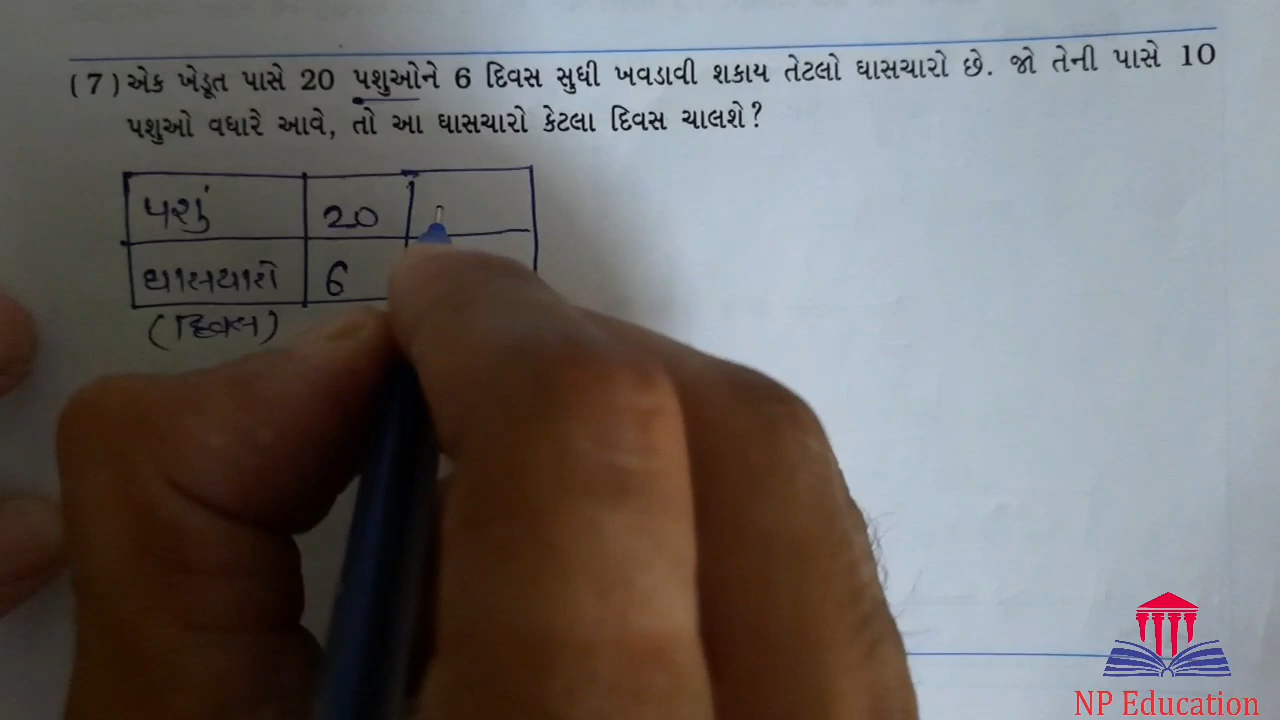 (7) એક ખેડૂત પાસે 20 પશુઓને 6 દિવસ સુધી ખવડાવી શકાય તેટલો ઘાસચારો છે. જો તેની પાસે 10
પશુઓ વધારે આવે, તો આ ઘાસચારો કેટલા દિવસ ચાલશે?
પશું 20
ઘાસચારો 6
(દિવસ)
NP Education